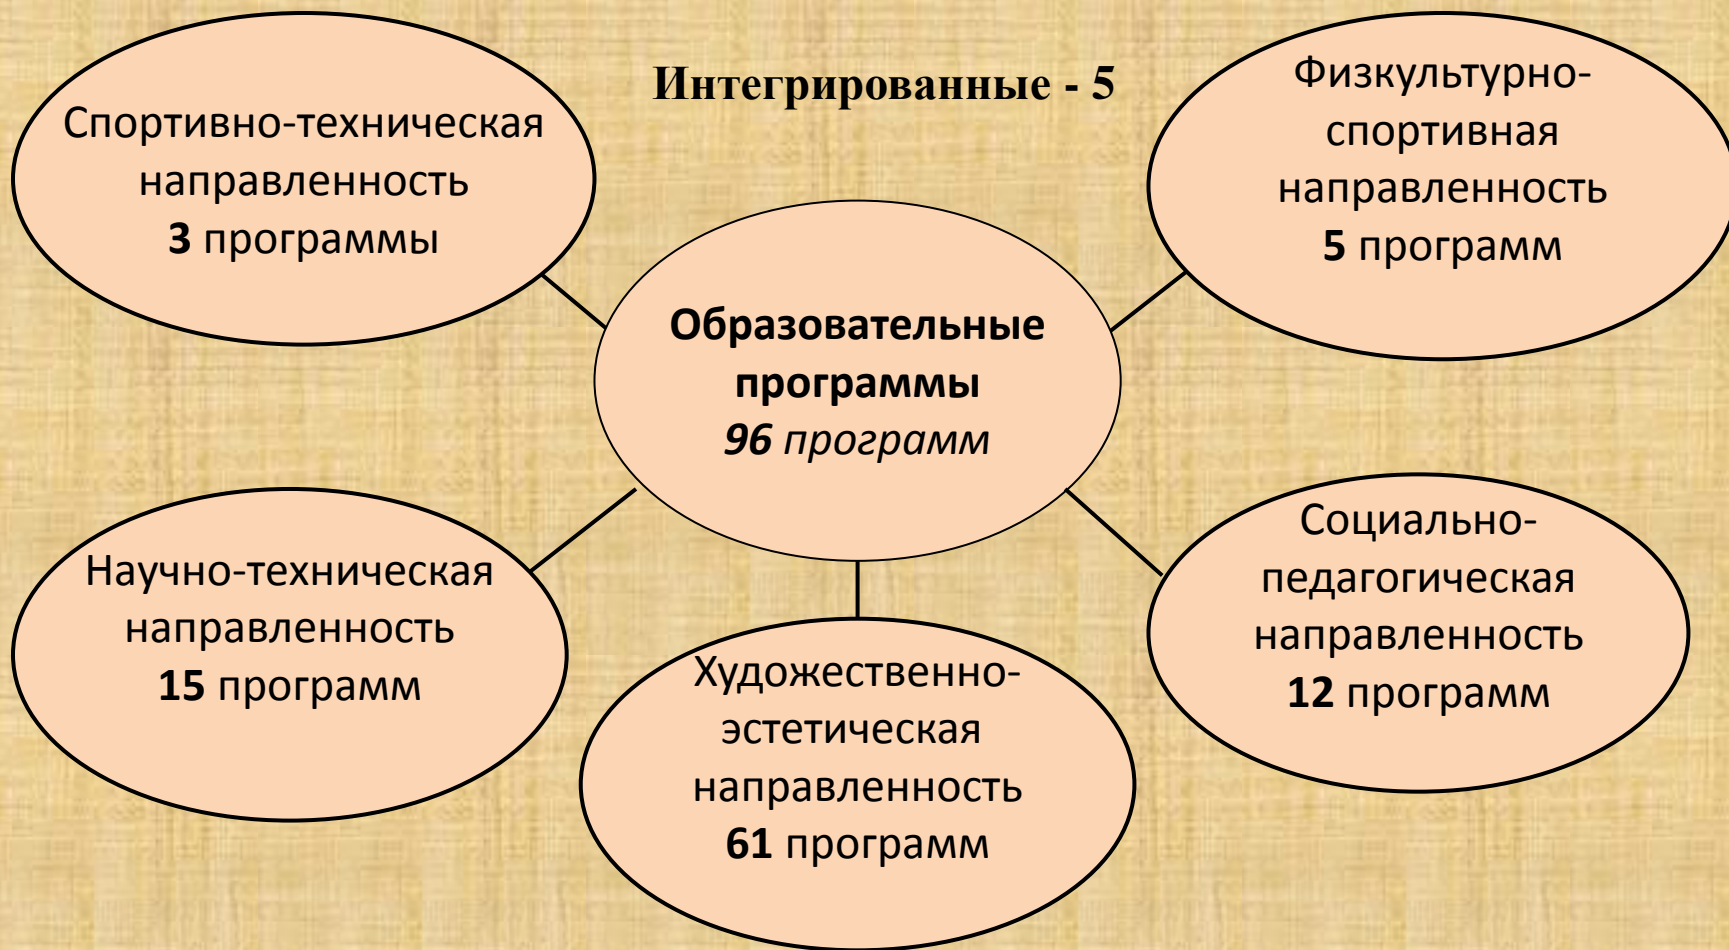 Интегрированные - 5
Спортивно-техническая
направленность
3 программы
Физкультурно-
спортивная
направленность
5 программ
Образовательные
программы
96 программ
Научно-техническая
направленность
15 программ
Художественно-
эстетическая
направленность
61 программ
Социально-
педагогическая
направленность
12 программ